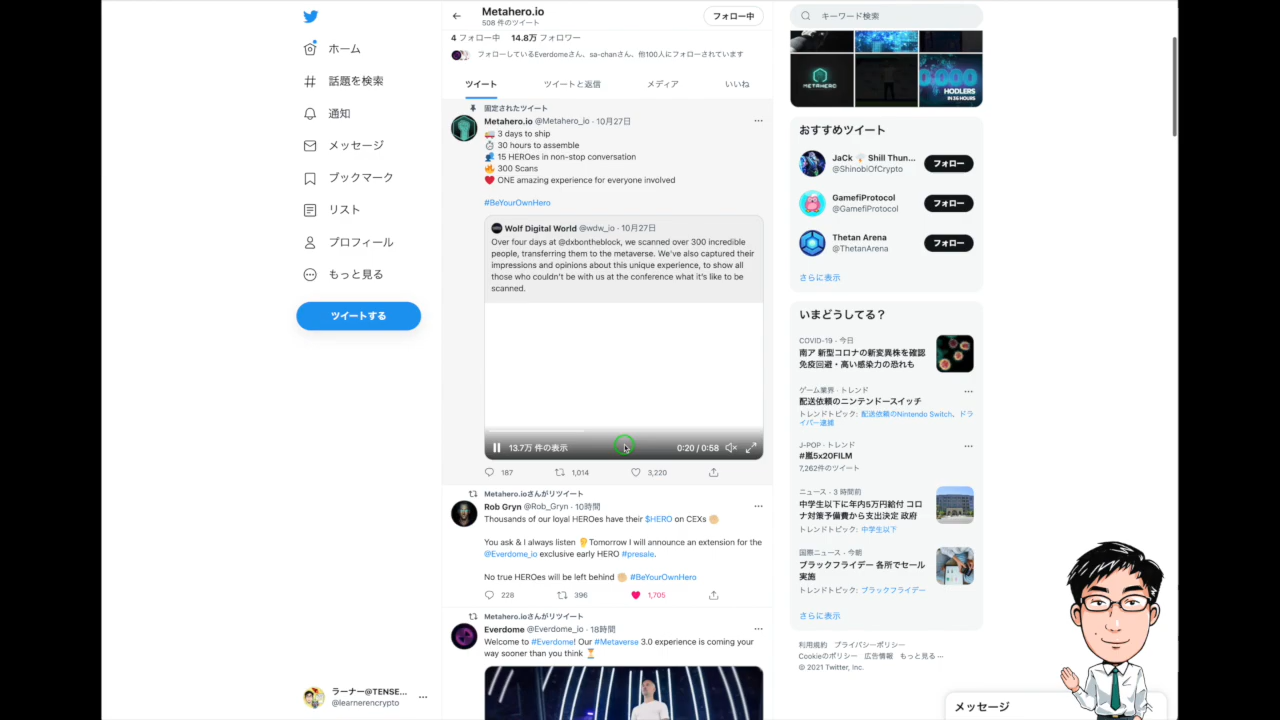 ホーム
話題を検索
通知
メッセージ
ブックマーク
リスト
プロフィール
もっと見る
ツイートする
ラーナー@TENSE...
@learnerencrypto
Metahero.io
508 件のツイート
フォロー中
4 フォロー中 14.8万 フォロワー
フォローしているEverdomeさん、sa-chanさん、他100人にフォローされています
ツイート
ツイートと返信
メディア
いいね
固定されたツイート
Metahero.io @Metahero_io · 10月27日
🚚 3 days to ship
⏱ 30 hours to assemble
🗣 15 HEROes in non-stop conversation
🔥 300 Scans
❤️ ONE amazing experience for everyone involved
#BeYourOwnHero
Wolf Digital World @wdw_io · 10月27日
Over four days at @dxbontheblock, we scanned over 300 incredible
people, transferring them to the metaverse. We've also captured their
impressions and opinions about this unique experience, to show all
those who couldn't be with us at the conference what it's like to be
scanned.
13.7万 件の表示
0:20 / 0:58
187
1,014
3,220
Metahero.ioさんがリツイート
Rob Gryn @Rob_Gryn · 10時間
Thousands of our loyal HEROes have their $HERO on CEXs ✊🏼
You ask & I always listen 👂Tomorrow I will announce an extension for the
@Everdome_io exclusive early HERO #presale.
No true HEROes will be left behind ✊🏼 #BeYourOwnHero
228
396
1,705
Metahero.ioさんがリツイート
Everdome @Everdome_io · 18時間
Welcome to #Everdome! Our #Metaverse 3.0 experience is coming your
way sooner than you think ⏳
キーワード検索
METAHERO
0,000
HODLERS
IN 36 HOURS
おすすめツイート
JaCk Shill Thun...
@ShinobiOfCrypto
フォロー
GamefiProtocol
@GamefiProtocol
フォロー
Thetan Arena
@ThetanArena
フォロー
さらに表示
いまどうしてる？
COVID-19 · 今日
南ア 新型コロナの新変異株を確認
免疫回避・高い感染力の恐れも
ゲーム業界 · トレンド
配送依頼のニンテンドースイッチ
トレンドトピック: 配送依頼のNintendo Switch、ドラ
イバー逮捕
J-POP · トレンド
#嵐5x20FILM
7,262件のツイート
ニュース · 3 時間前
中学生以下に年内5万円給付 コロ
ナ対策予備費から支出決定 政府
トレンドトピック: 中学生以下
国際ニュース · 今朝
ブラックフライデー 各所でセール
実施
トレンドトピック: ブラックフライデー
さらに表示
利用規約 プライバシーポリシー
Cookieのポリシー 広告情報 もっと見る ···
© 2021 Twitter, Inc.
メッセージ